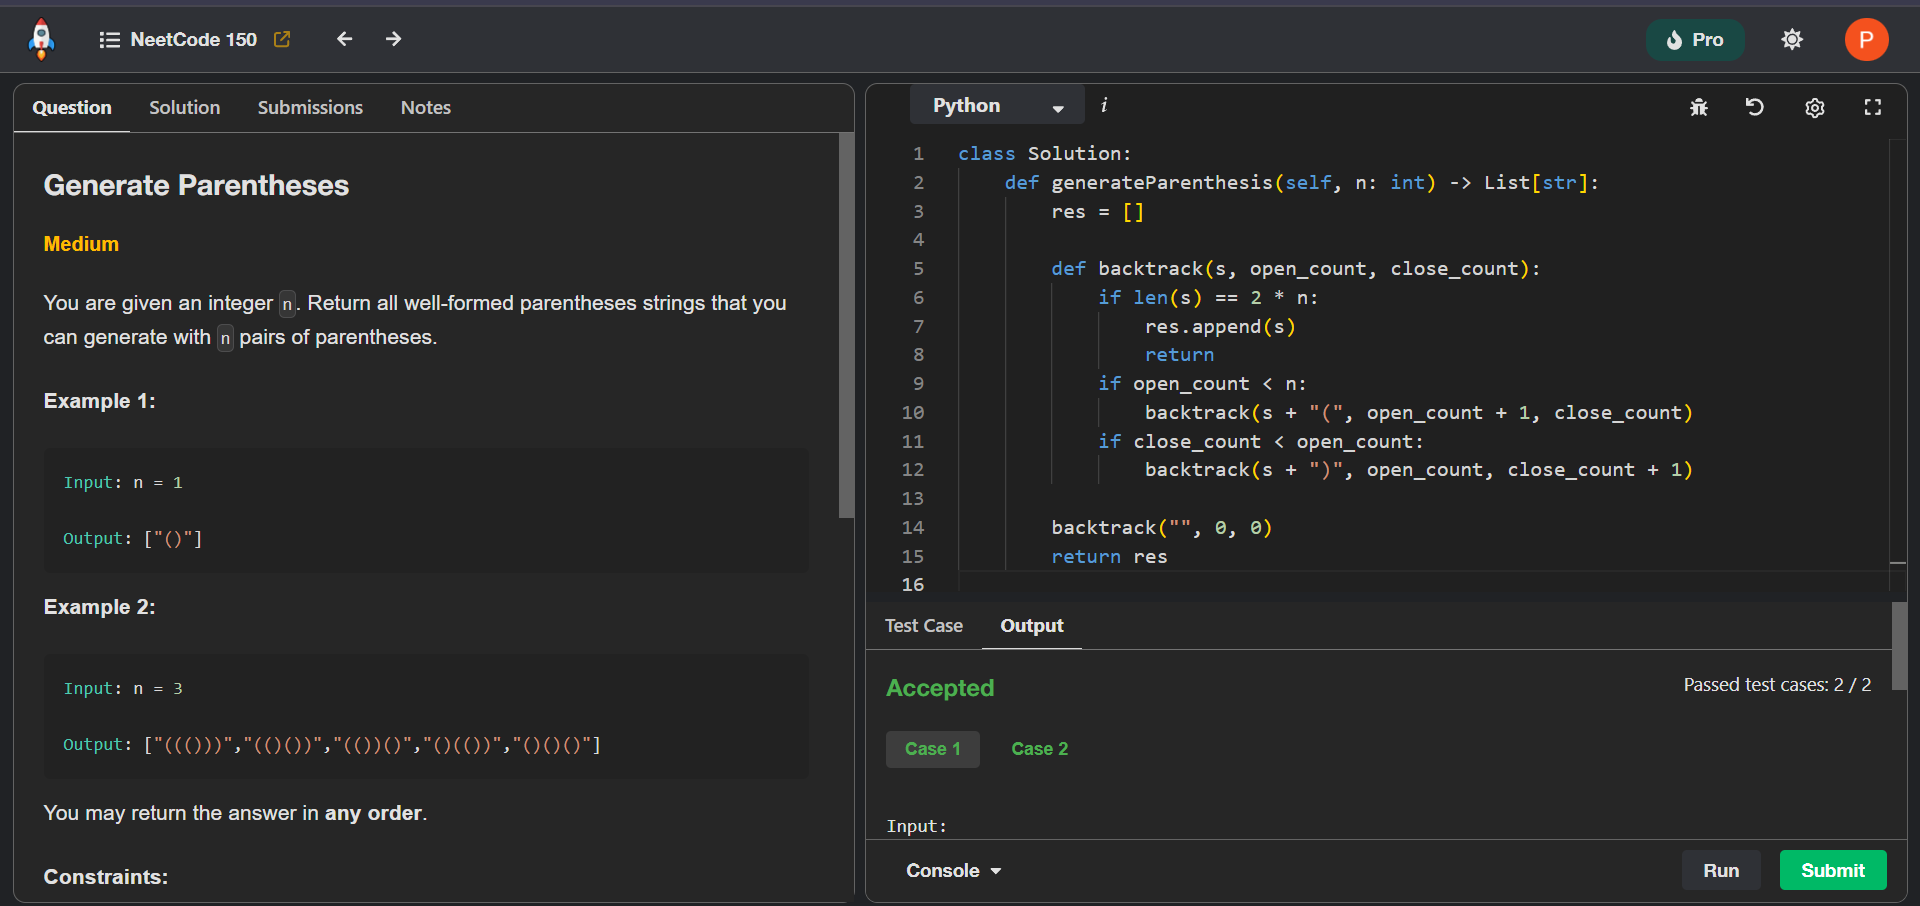 NeetCode 150
Pro
P
Question Solution Submissions Notes
Generate Parentheses
Medium
You are given an integer n. Return all well-formed parentheses strings that you
can generate with n pairs of parentheses.
Example 1:
Input: n = 1
Output: ["()"]
Example 2:
Input: n = 3
Output: ["((()))","(()())","(())()","()(())","()()()"]
You may return the answer in any order.
Constraints:
Python i
1 class Solution:
2     def generateParenthesis(self, n: int) -> List[str]:
3         res = []
4
5         def backtrack(s, open_count, close_count):
6             if len(s) == 2 * n:
7                 res.append(s)
8                 return
9             if open_count < n:
10                 backtrack(s + "(", open_count + 1, close_count)
11             if close_count < open_count:
12                 backtrack(s + ")", open_count, close_count + 1)
13
14         backtrack("", 0, 0)
15         return res
16
Test Case Output
Accepted
Passed test cases: 2 / 2
Case 1 Case 2
Input:
Console
Run Submit